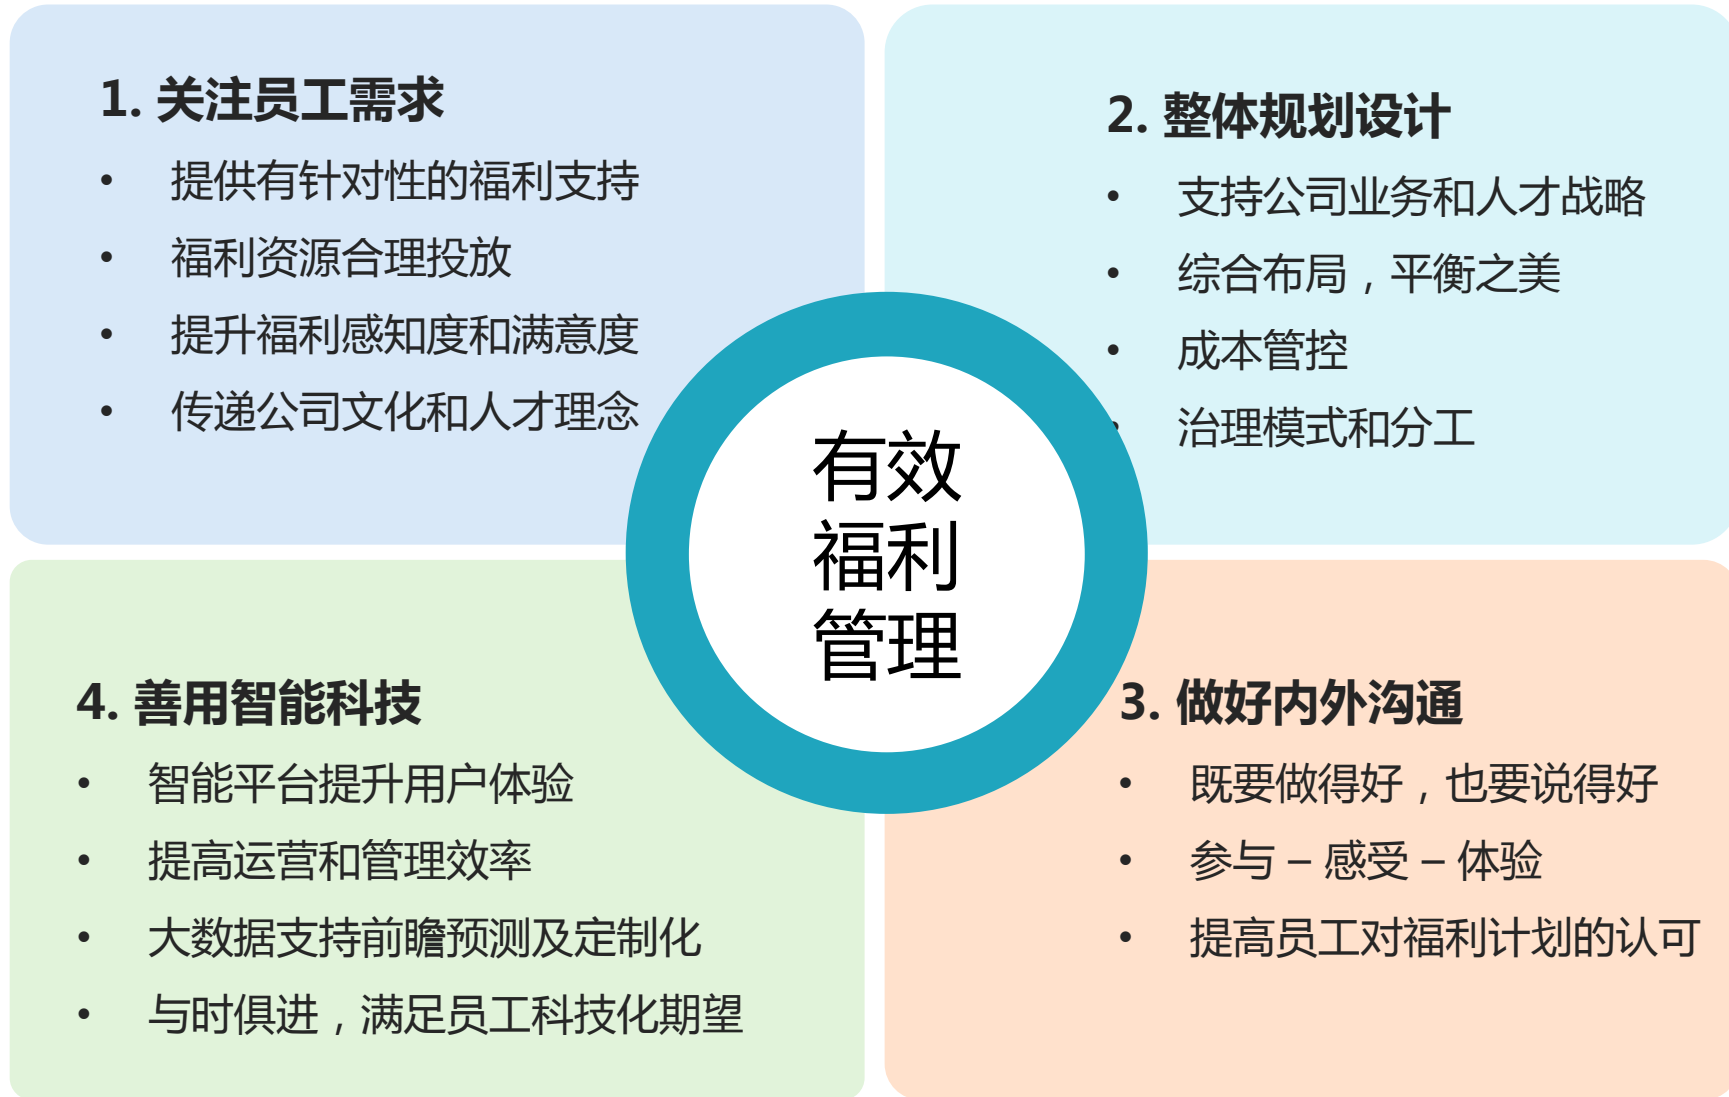 1. 关注员工需求
• 提供有针对性的福利支持
• 福利资源合理投放
• 提升福利感知度和满意度
• 传递公司文化和人才理念
2. 整体规划设计
• 支持公司业务和人才战略
• 综合布局，平衡之美
• 成本管控
• 治理模式和分工
有效
福利
管理
4. 善用智能科技
• 智能平台提升用户体验
• 提高运营和管理效率
• 大数据支持前瞻预测及定制化
• 与时俱进，满足员工科技化期望
3. 做好内外沟通
• 既要做得好，也要说得好
• 参与 – 感受 – 体验
• 提高员工对福利计划的认可